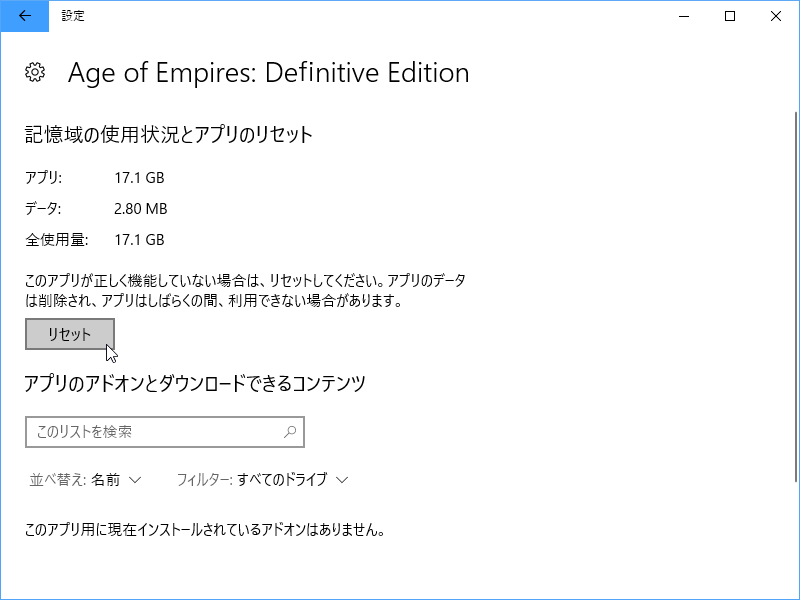 設定
Age of Empires: Definitive Edition
記憶域の使用状況とアプリのリセット
アプリ: 17.1 GB
データ: 2.80 MB
全使用量: 17.1 GB
このアプリが正しく機能していない場合は、リセットしてください。アプリのデータ
は削除され、アプリはしばらくの間、利用できない場合があります。
リセット
アプリのアドオンとダウンロードできるコンテンツ
このリストを検索
並べ替え: 名前 フィルター: すべてのドライブ
このアプリ用に現在インストールされているアドオンはありません。